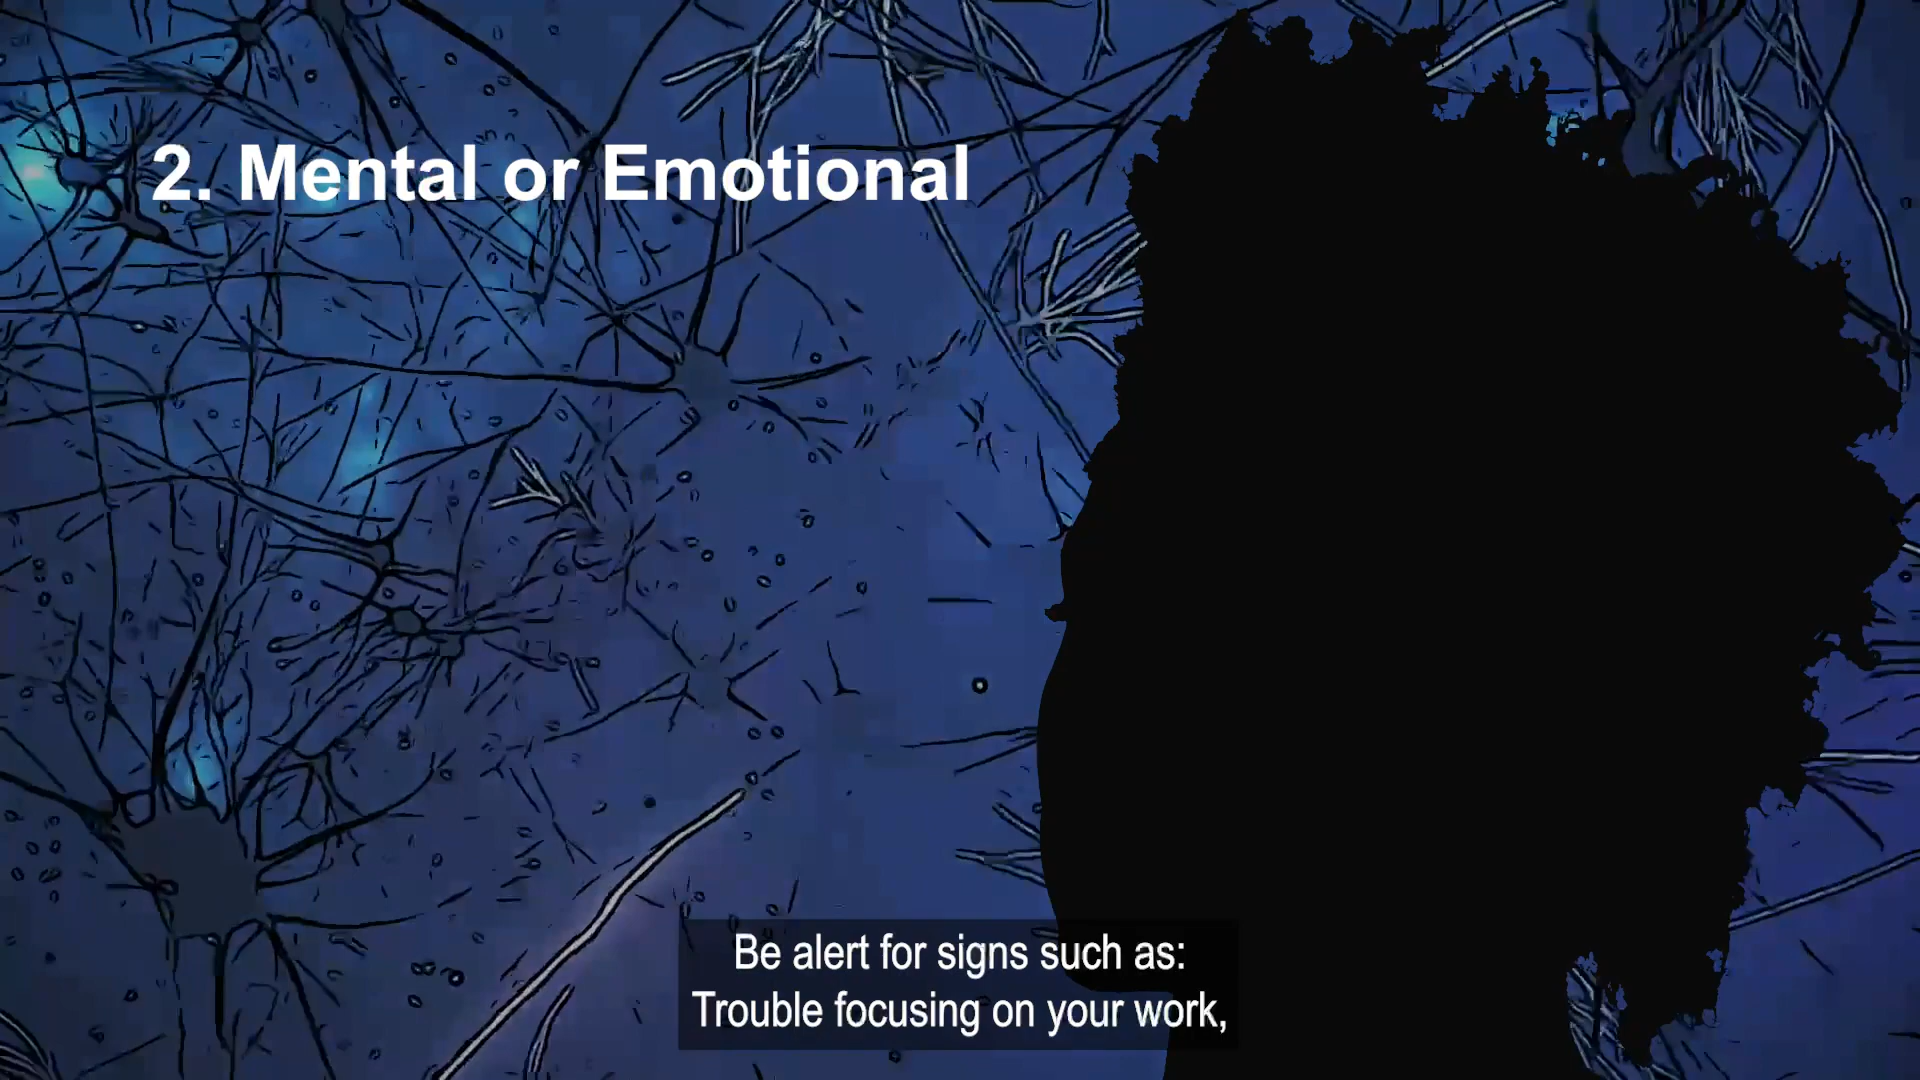 2. Mental or Emotional
Be alert for signs such as:
Trouble focusing on your work,